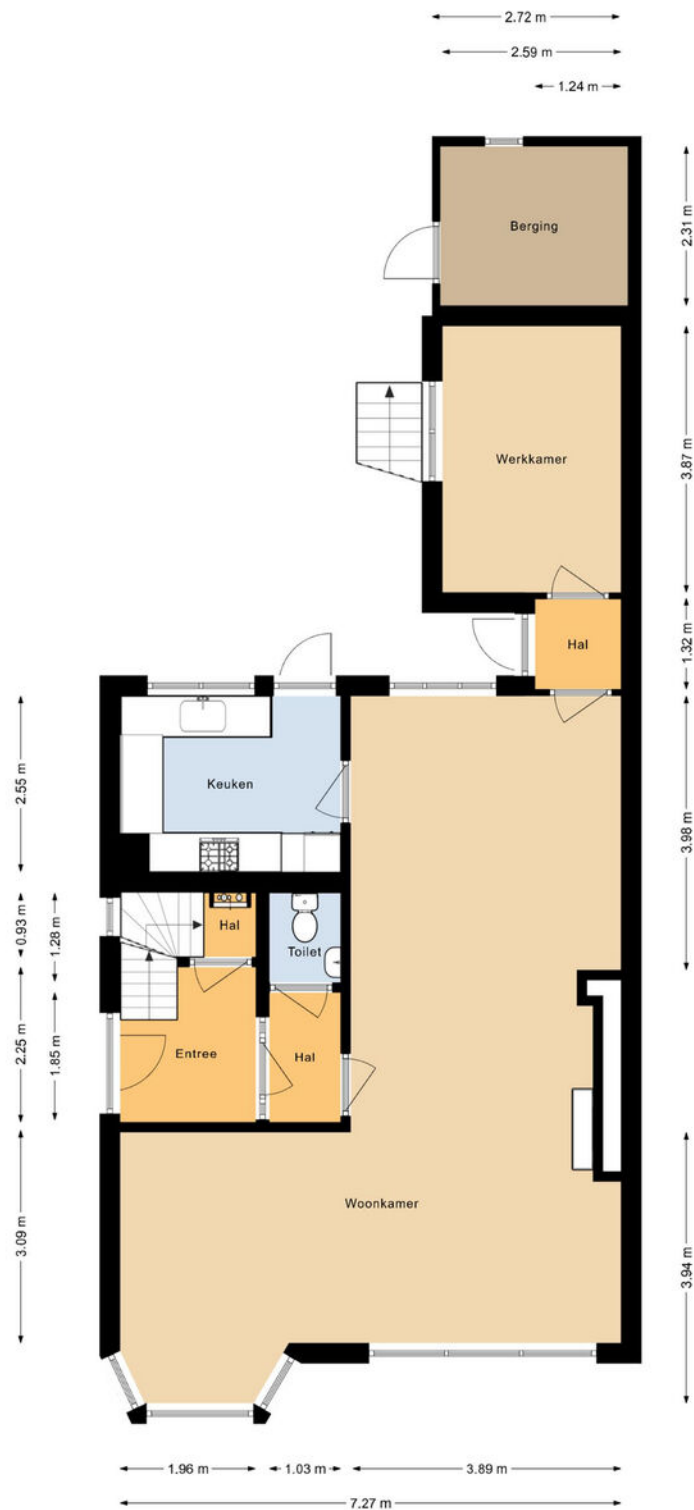 2.72 m
2.59 m
1.24 m
Berging
2.31 m
Werkkamer
3.87 m
Hal
1.32 m
Keuken
2.55 m
3.98 m
Hal
Toilet
0.93 m
1.28 m
Entree
Hal
2.25 m
1.85 m
Woonkamer
3.09 m
3.94 m
1.96 m
1.03 m
3.89 m
7.27 m